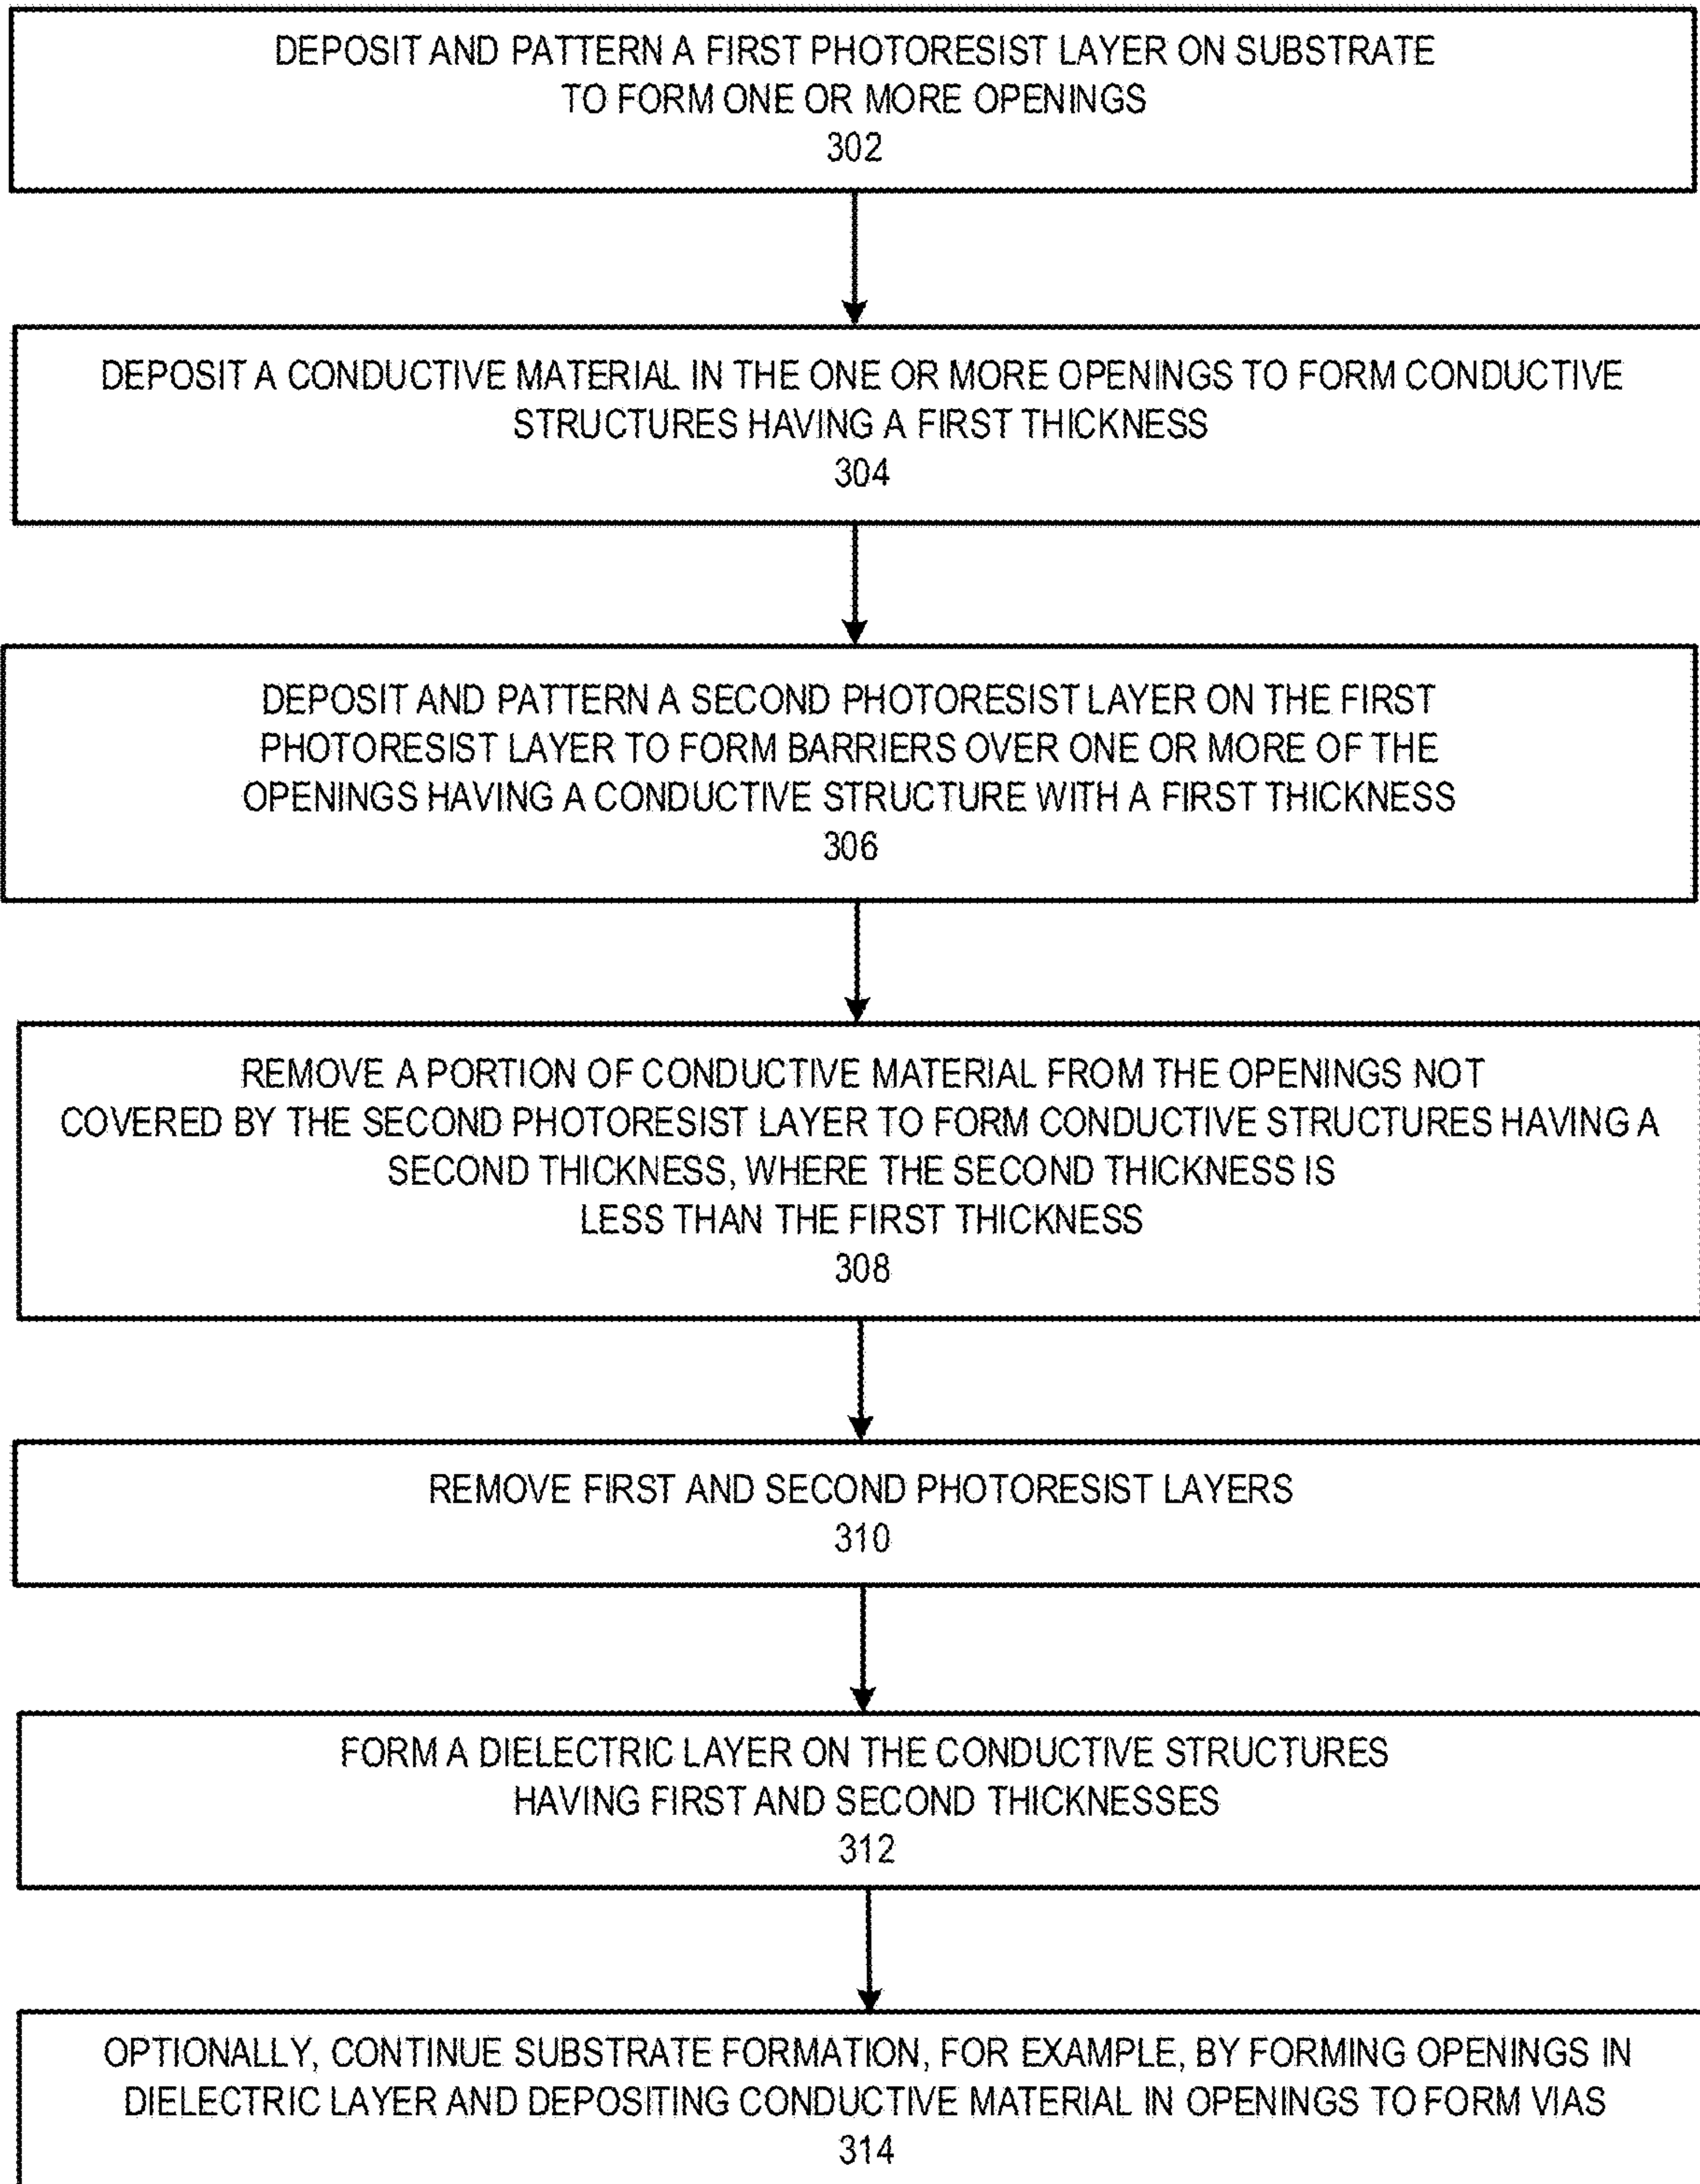 DEPOSIT AND PATTERN A FIRST PHOTORESIST LAYER ON SUBSTRATE
TO FORM ONE OR MORE OPENINGS
302
DEPOSIT A CONDUCTIVE MATERIAL IN THE ONE OR MORE OPENINGS TO FORM CONDUCTIVE
STRUCTURES HAVING A FIRST THICKNESS
304
DEPOSIT AND PATTERN A SECOND PHOTORESIST LAYER ON THE FIRST
PHOTORESIST LAYER TO FORM BARRIERS OVER ONE OR MORE OF THE
OPENINGS HAVING A CONDUCTIVE STRUCTURE WITH A FIRST THICKNESS
306
REMOVE A PORTION OF CONDUCTIVE MATERIAL FROM THE OPENINGS NOT
COVERED BY THE SECOND PHOTORESIST LAYER TO FORM CONDUCTIVE STRUCTURES HAVING A
SECOND THICKNESS, WHERE THE SECOND THICKNESS IS
LESS THAN THE FIRST THICKNESS
308
REMOVE FIRST AND SECOND PHOTORESIST LAYERS
310
FORM A DIELECTRIC LAYER ON THE CONDUCTIVE STRUCTURES
HAVING FIRST AND SECOND THICKNESSES
312
OPTIONALLY, CONTINUE SUBSTRATE FORMATION, FOR EXAMPLE, BY FORMING OPENINGS IN
DIELECTRIC LAYER AND DEPOSITING CONDUCTIVE MATERIAL IN OPENINGS TO FORM VIAS
314